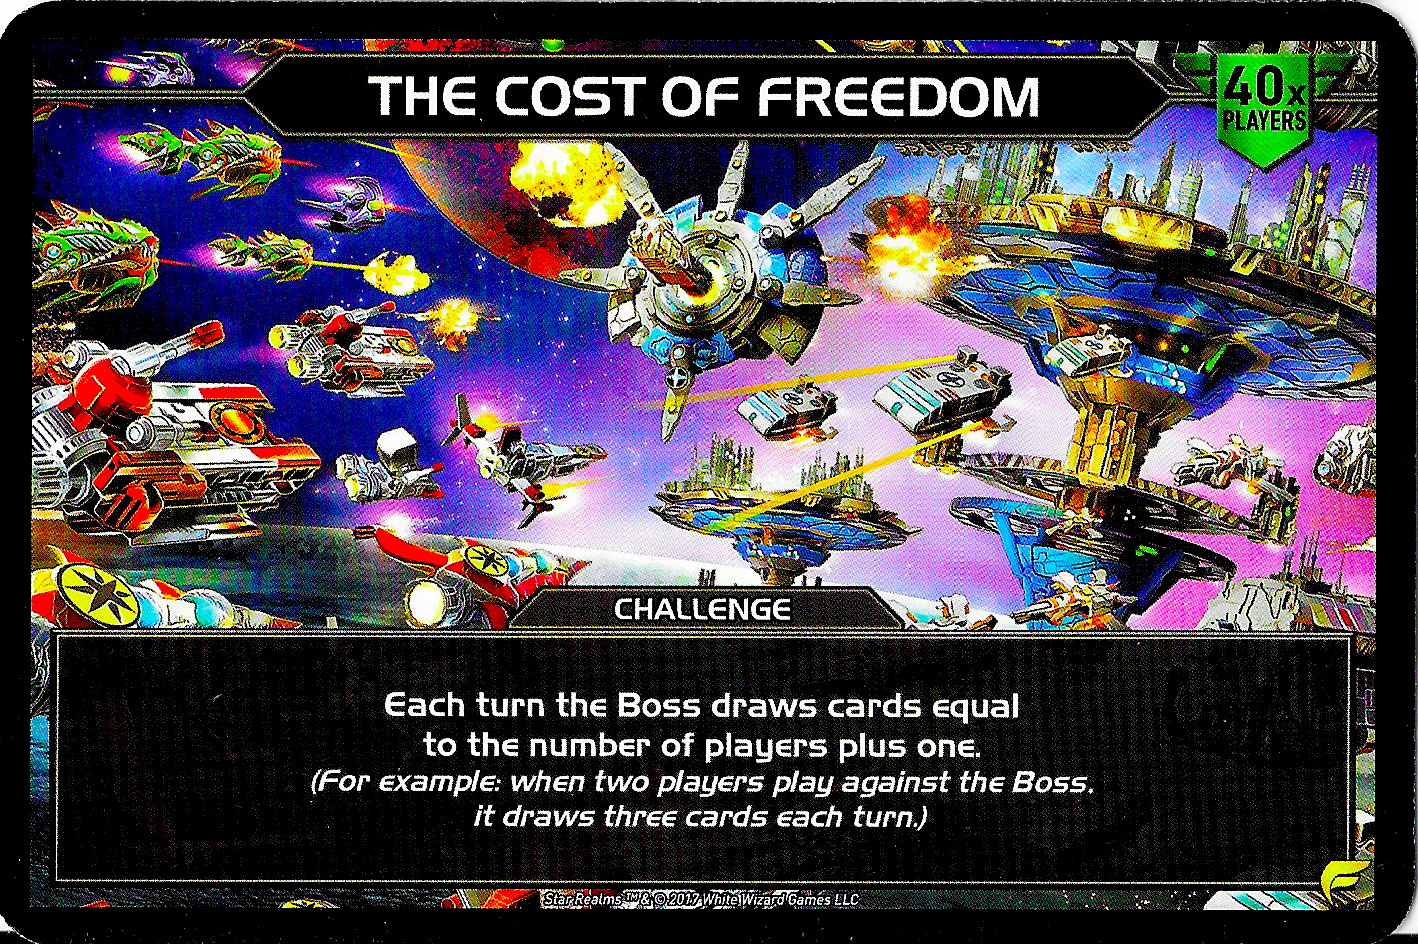 THE COST OF FREEDOM
40x
PLAYERS
CHALLENGE
Each turn the Boss draws cards equal
to the number of players plus one.
(For example: when two players play against the Boss,
it draws three cards each turn.)
Star Realms™ & © 2017 White Wizard Games LLC